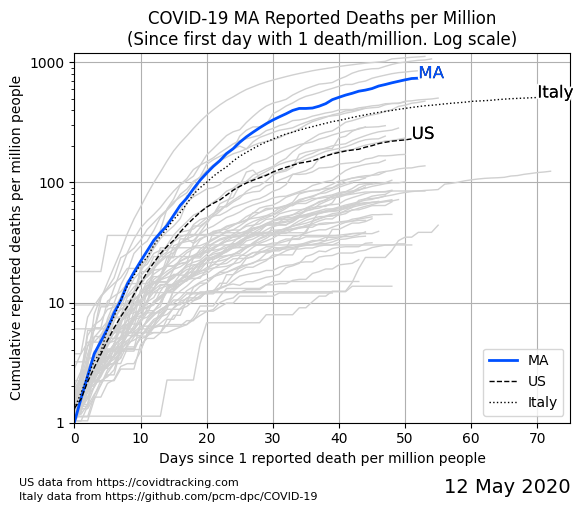 COVID-19 MA Reported Deaths per Million
(Since first day with 1 death/million. Log scale)
Cumulative reported deaths per million people
1000
100
10
1
MA
Italy
US
MA
US
Italy
0 10 20 30 40 50 60 70
Days since 1 reported death per million people
US data from https://covidtracking.com
Italy data from https://github.com/pcm-dpc/COVID-19
12 May 2020